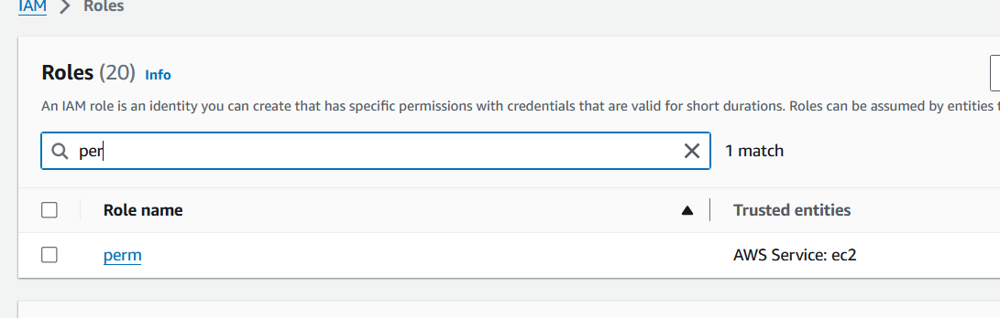 IAM > Roles
Roles (20) Info
An IAM role is an identity you can create that has specific permissions with credentials that are valid for short durations. Roles can be assumed by entities
per
1 match
Role name Trusted entities
perm AWS Service: ec2